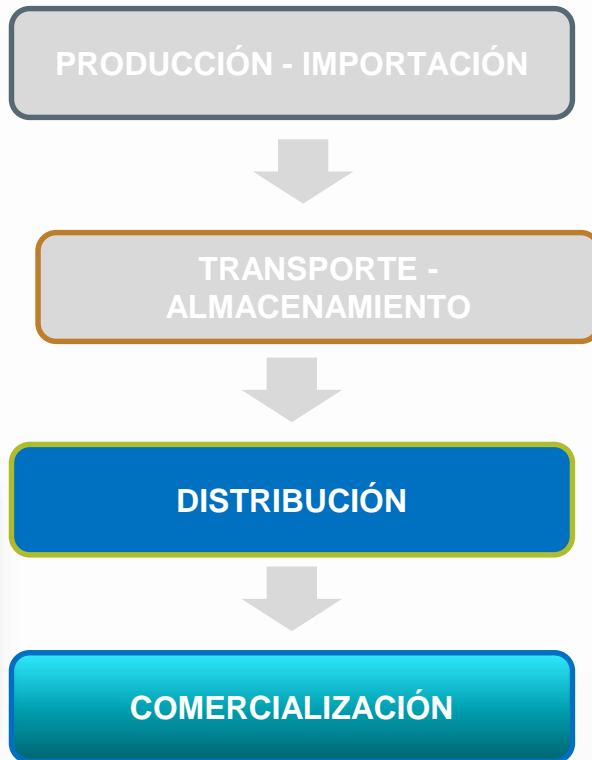 PRODUCCIÓN - IMPORTACIÓN
TRANSPORTE -
ALMACENAMIENTO
DISTRIBUCIÓN
COMERCIALIZACIÓN